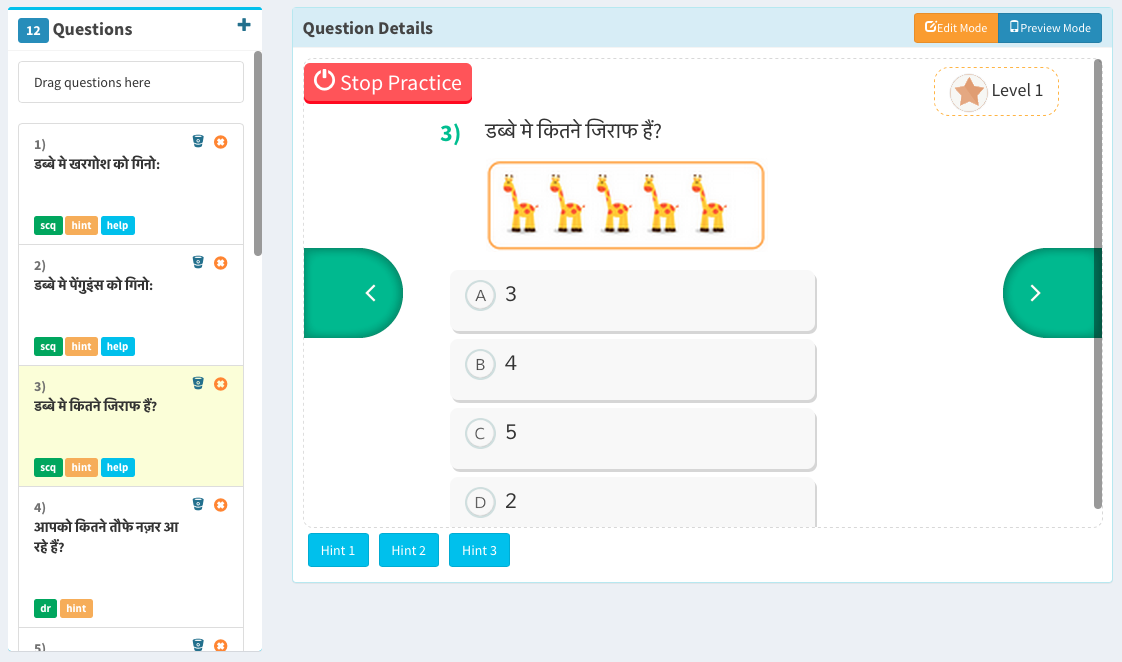 12 Questions
Drag questions here
1)
डब्बे मे खरगोश को गिनो:
scq hint help
2)
डब्बे मे पेंगुइंस को गिनो:
scq hint help
3)
डब्बे मे कितने जिराफ हैं?
scq hint help
4)
आपको कितने तौफे नज़र आ
रहे हैं?
dr hint
5)
Question Details
Edit Mode Preview Mode
Stop Practice
Level 1
3) डब्बे मे कितने जिराफ हैं?
A 3
B 4
C 5
D 2
Hint 1 Hint 2 Hint 3